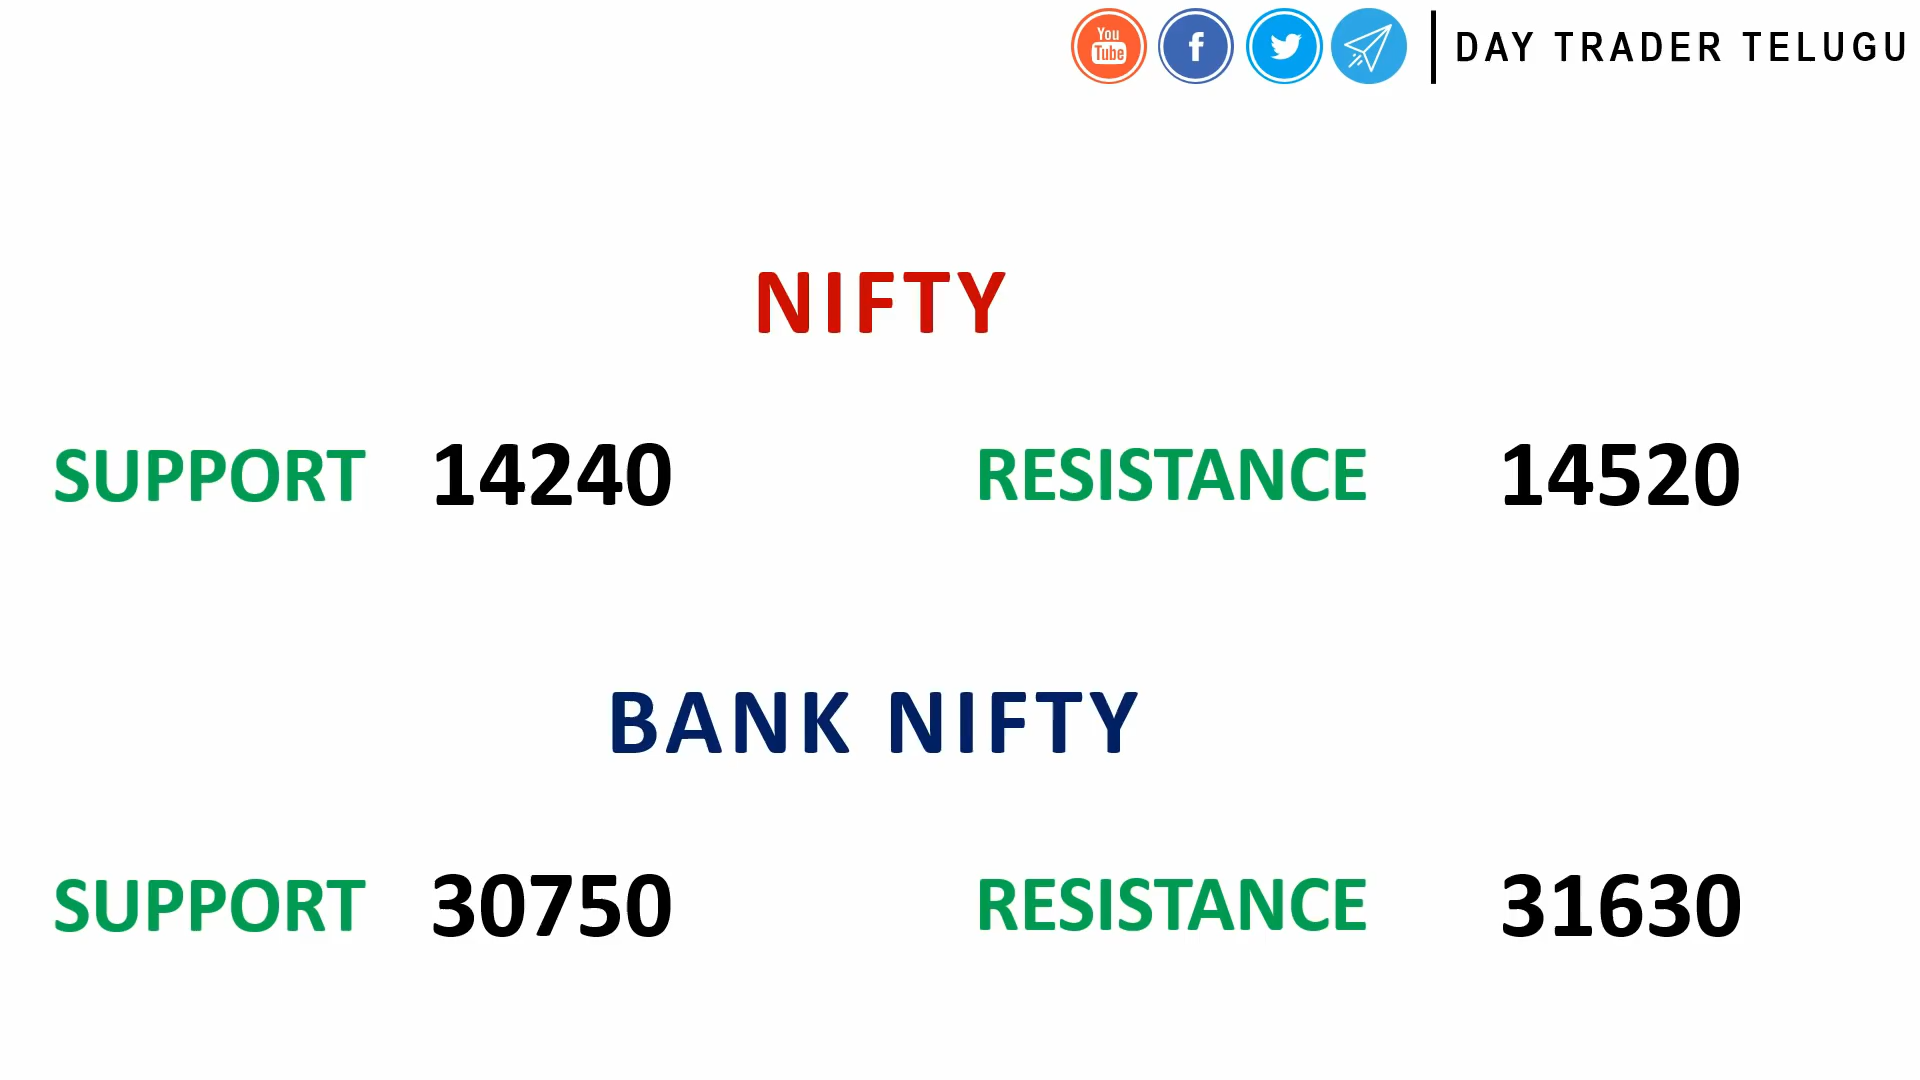 You Tube f DAY TRADER TELUGU
NIFTY
SUPPORT 14240 RESISTANCE 14520
BANK NIFTY
SUPPORT 30750 RESISTANCE 31630